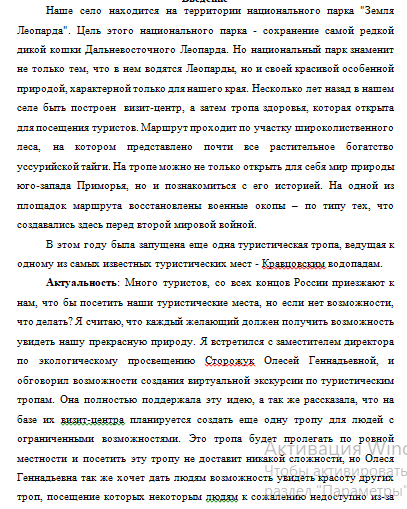 Введение
Наше село находится на территории национального парка "Земля
Леопарда". Цель этого национального парка - сохранение самой редкой
дикой кошки Дальневосточного Леопарда. Но национальный парк знаменит
не только тем, что в нем водятся Леопарды, но и своей красивой особенной
природой, характерной только для нашего края. Несколько лет назад в нашем
селе быть построен визит-центр, а затем тропа здоровья, которая открыта
для посещения туристов. Маршрут проходит по участку широколиственного
леса, на котором представлено почти все растительное богатство
уссурийской тайги. На тропе можно не только открыть для себя мир природы
юго-запада Приморья, но и познакомиться с его историей. На одной из
площадок маршрута восстановлены военные окопы – по типу тех, что
создавались здесь перед второй мировой войной.
В этом году была запущена еще одна туристическая тропа, ведущая к
одному из самых известных туристических мест - Кравцовским водопадам.
Актуальность: Много туристов, со всех концов России приезжают к
нам, что бы посетить наши туристические места, но если нет возможности,
что делать? Я считаю, что каждый желающий должен получить возможность
увидеть нашу прекрасную природу. Я встретился с заместителем директора
по экологическому просвещению Сторожук Олесей Геннадьевной, и
обговорил возможности создания виртуальной экскурсии по туристическим
тропам. Она полностью поддержала эту идею, а так же рассказала, что на
базе их визит-центра планируется создать еще одну тропу для людей с
ограниченными возможностями. Это тропа будет пролегать по ровной
местности и посетить эту тропу не доставит никакой сложности, но Олеся
Геннадьевна так же хочет дать людям возможность увидеть красоту других
троп, посещение которых некоторым людям к сожалению недоступно из-за
Активация Wind
Чтобы активировать
раздел "Параметры"